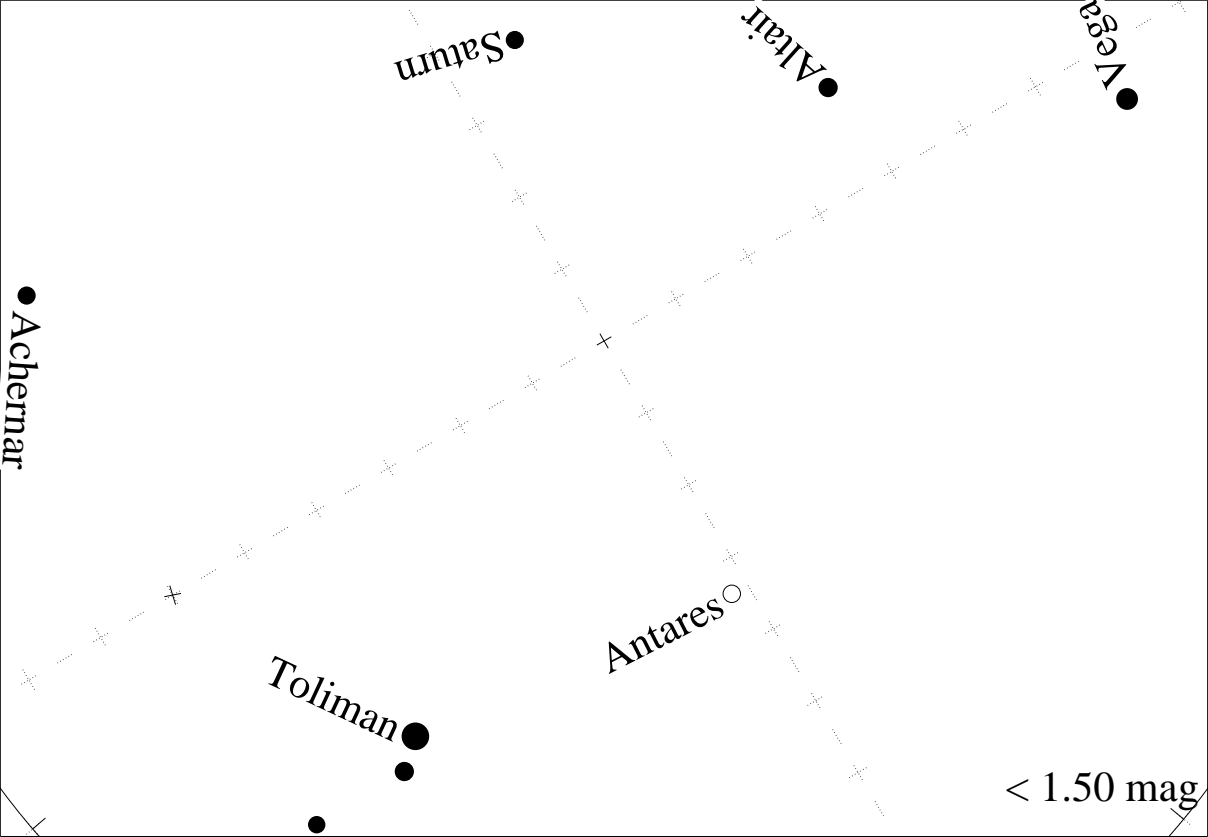 Saturn
Altair
Vega
Achernar
Antares
Toliman
< 1.50 mag